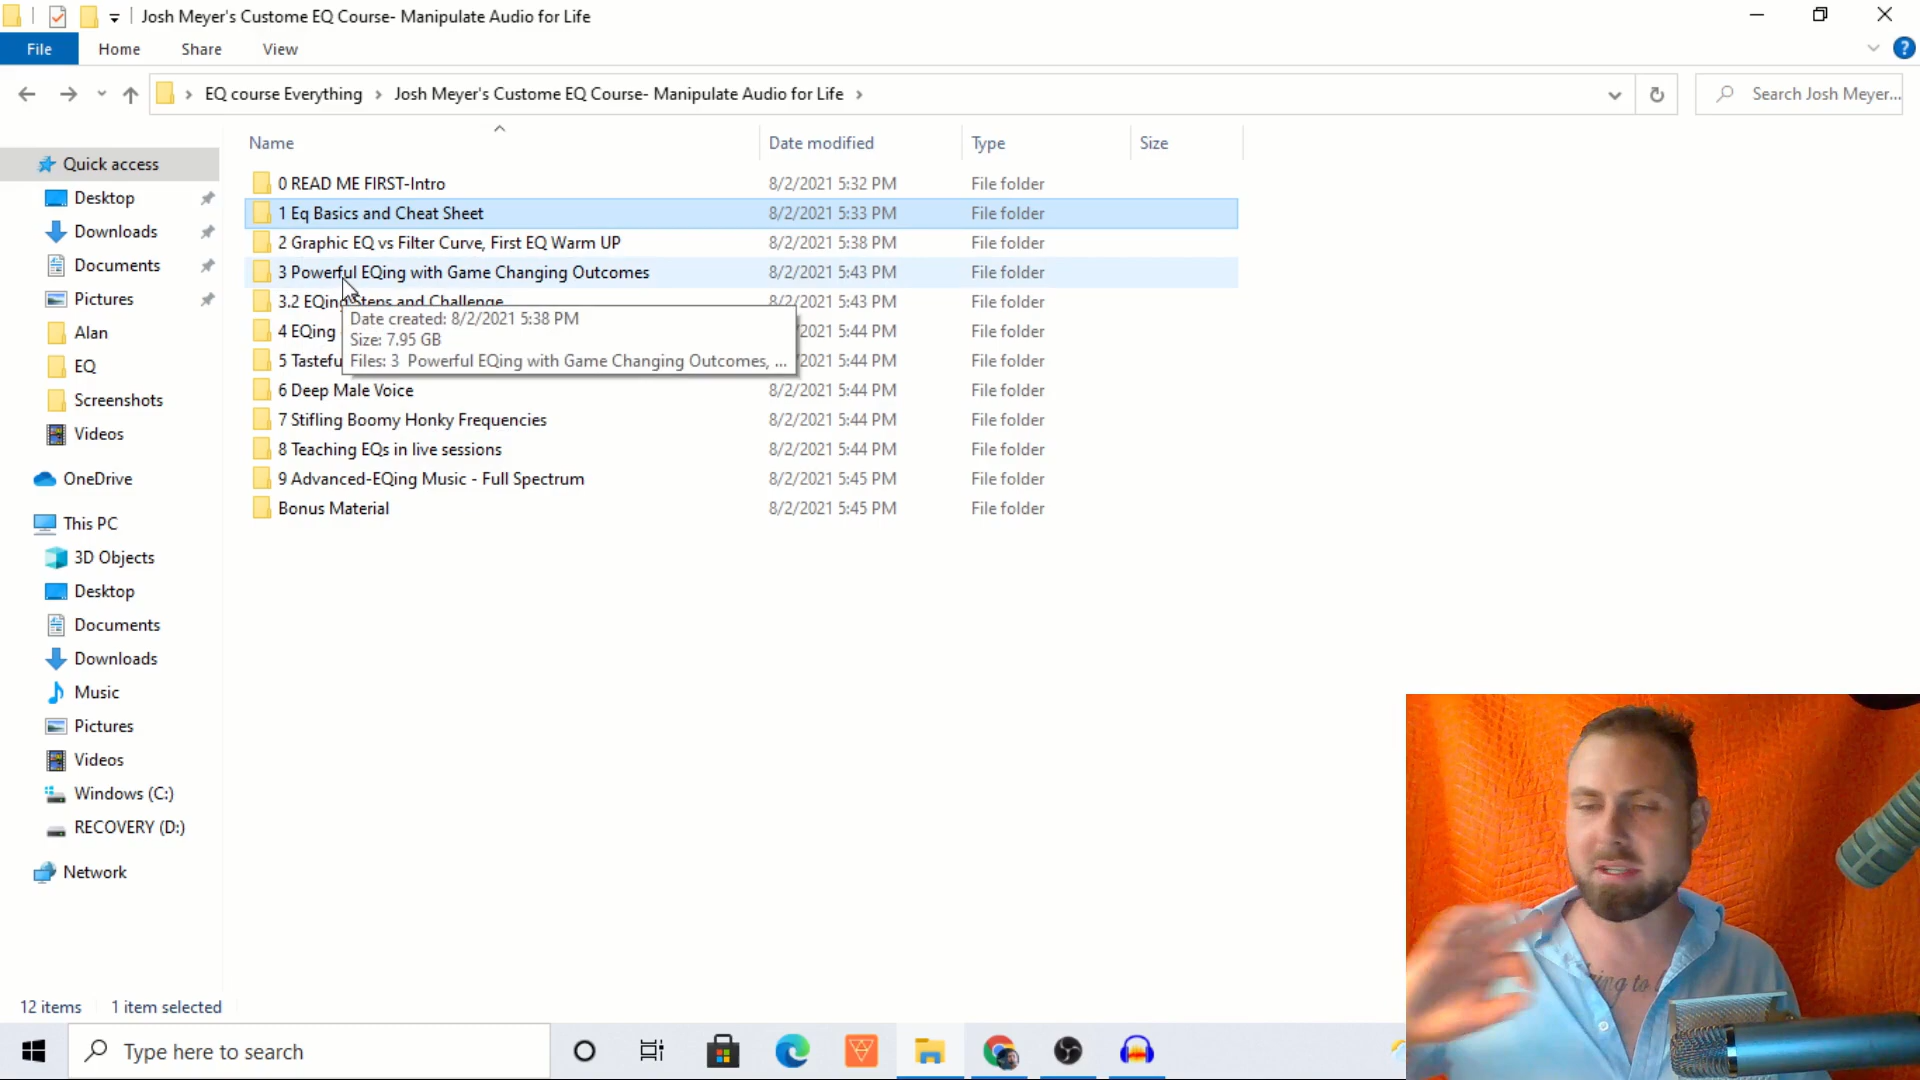 Josh Meyer's Custome EQ Course- Manipulate Audio for Life
File Home Share View
EQ course Everything > Josh Meyer's Custome EQ Course- Manipulate Audio for Life >
Search Josh Meyer...
Name Date modified Type Size
Quick access
Desktop
Downloads
Documents
Pictures
Alan
EQ
Screenshots
Videos
OneDrive
This PC
3D Objects
Desktop
Documents
Downloads
Music
Pictures
Videos
Windows (C:)
RECOVERY (D:)
Network
0 READ ME FIRST-Intro 8/2/2021 5:32 PM File folder
1 Eq Basics and Cheat Sheet 8/2/2021 5:33 PM File folder
2 Graphic EQ vs Filter Curve, First EQ Warm UP 8/2/2021 5:38 PM File folder
3 Powerful EQing with Game Changing Outcomes 8/2/2021 5:43 PM File folder
3.2 EQing Steps and Challenge 8/2/2021 5:43 PM File folder
4 EQing 2021 5:44 PM File folder
5 Tastefu 2021 5:44 PM File folder
Date created: 8/2/2021 5:38 PM
Size: 7.95 GB
Files: 3 Powerful EQing with Game Changing Outcomes, ...
6 Deep Male Voice 8/2/2021 5:44 PM File folder
7 Stifling Boomy Honky Frequencies 8/2/2021 5:44 PM File folder
8 Teaching EQs in live sessions 8/2/2021 5:44 PM File folder
9 Advanced-EQing Music - Full Spectrum 8/2/2021 5:45 PM File folder
Bonus Material 8/2/2021 5:45 PM File folder
12 items 1 item selected
Type here to search